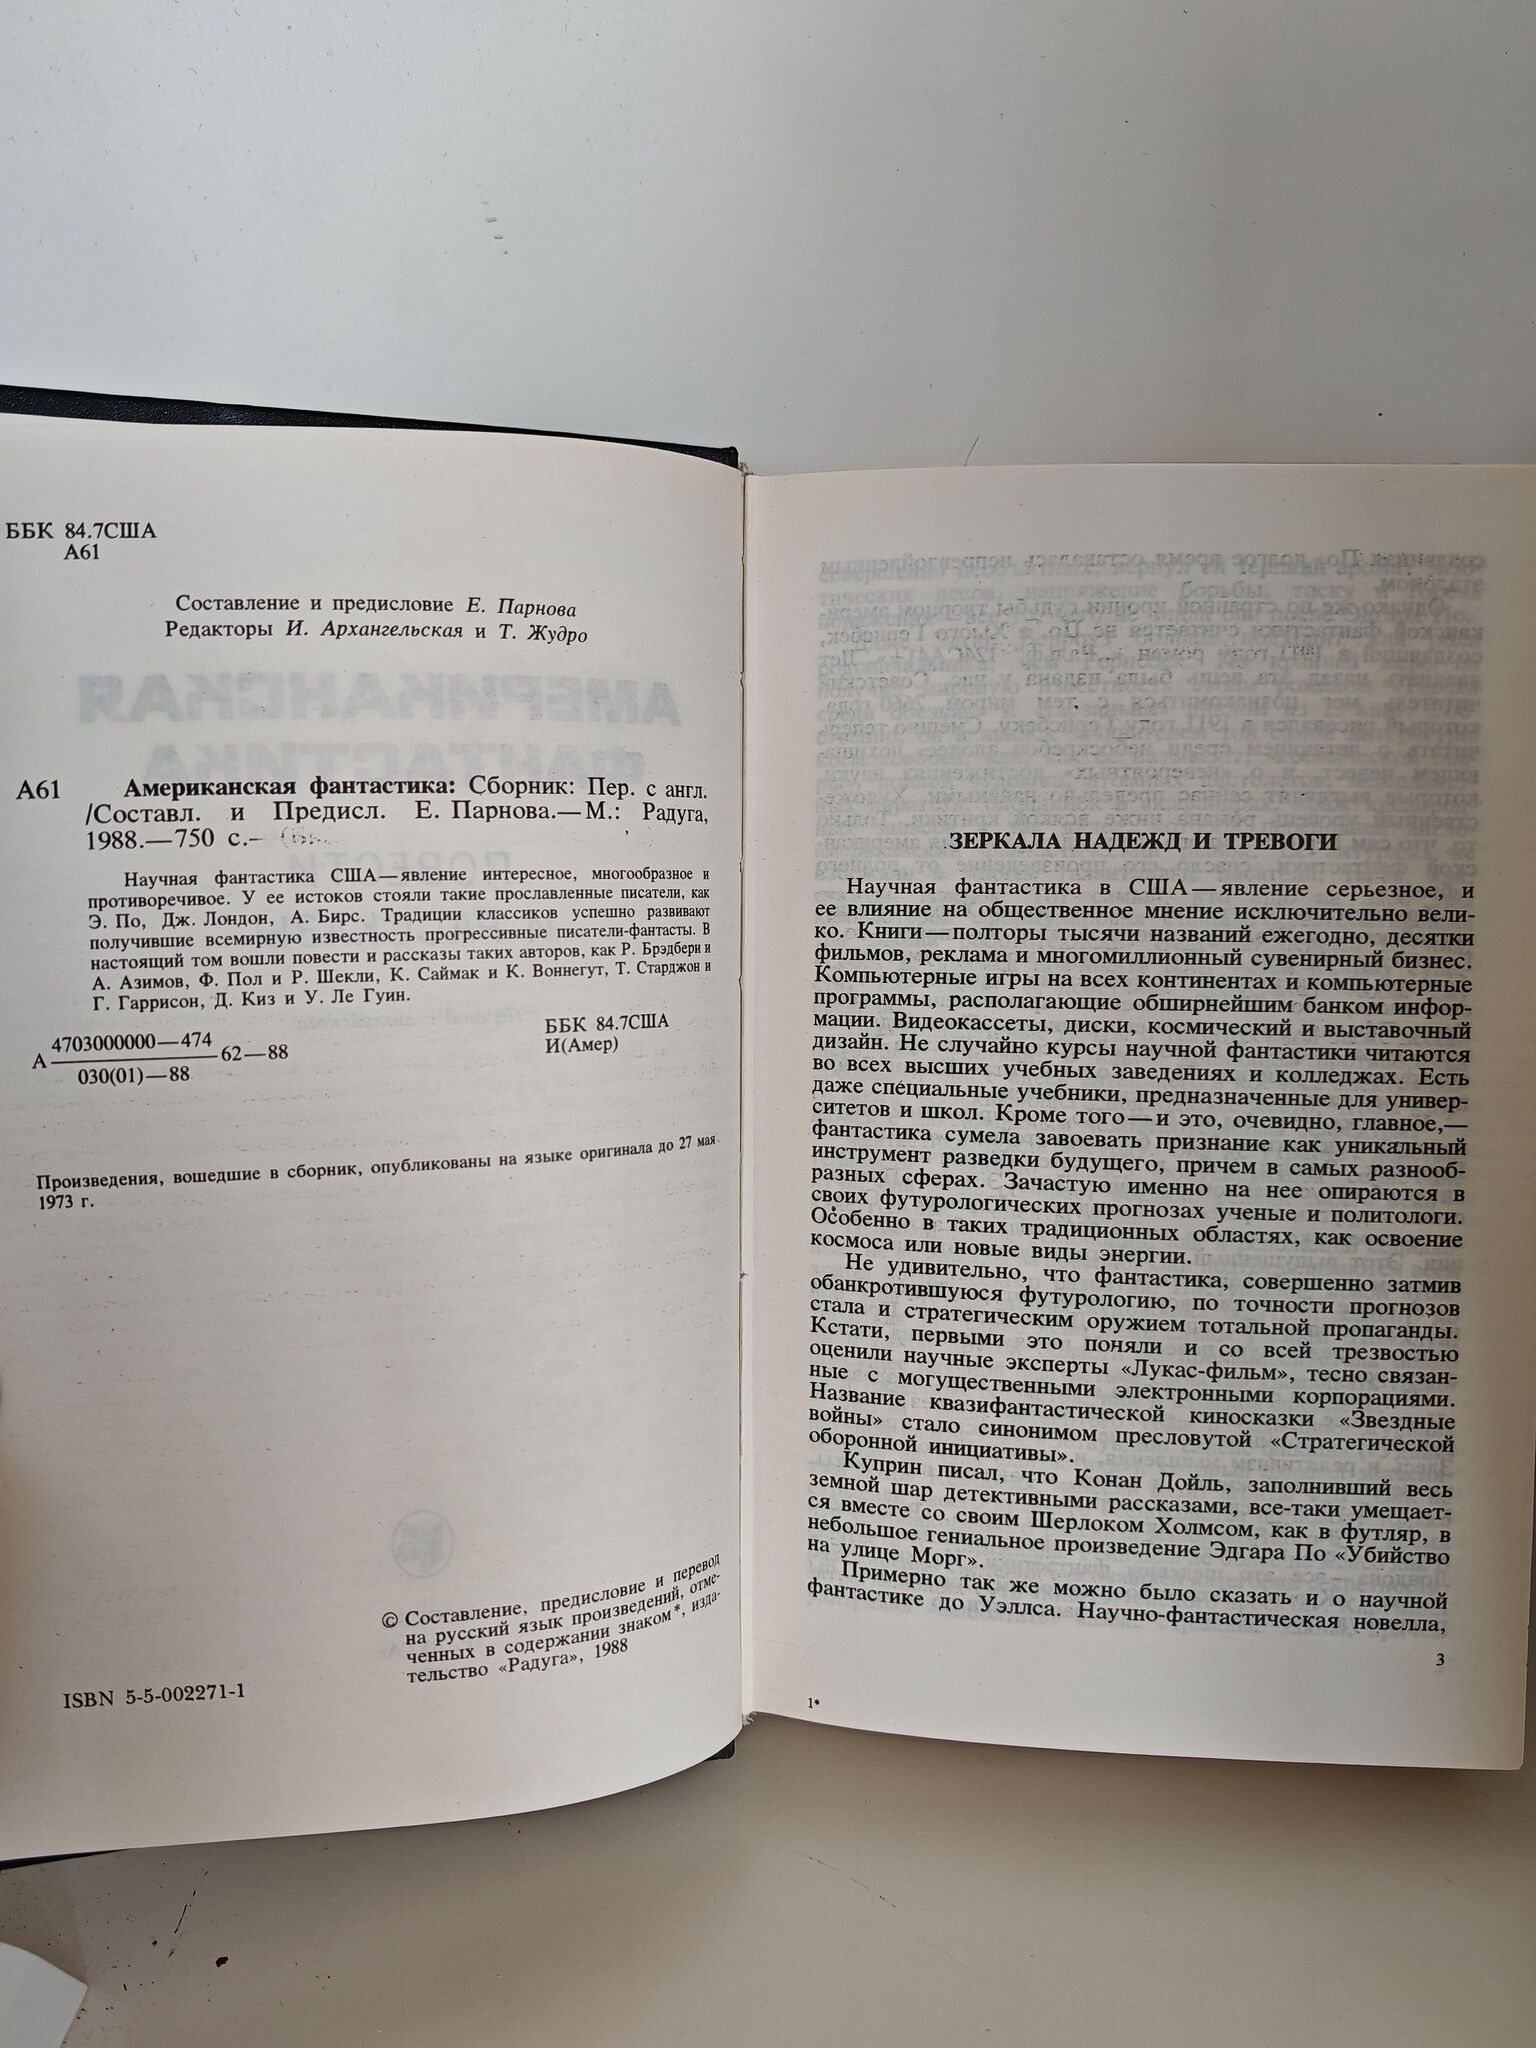 ББК 84.7США
А61
Составление и предисловие Е. Парнова
Редакторы И. Архангельская и Т. Жудро
А61 Американская фантастика: Сборник: Пер. с англ.
/Составл. и Предисл. Е. Парнова.— М.: Радуга,
1988.—750 с.—
Научная фантастика США—явление интересное, многообразное и
противоречивое. У ее истоков стояли такие прославленные писатели, как
Э. По, Дж. Лондон, А. Бирс. Традиции классиков успешно развивают
получившие всемирную известность прогрессивные писатели-фантасты. В
настоящий том вошли повести и рассказы таких авторов, как Р. Брэдбери и
А. Азимов, Ф. Пол и Р. Шекли, К. Саймак и К. Воннегут, Т. Старджон и
Г. Гаррисон, Д. Киз и У. Ле Гуин.
А 4703000000—474
030(01)—88 62—88
ББК 84.7США
И(Амер)
Произведения, вошедшие в сборник, опубликованы на языке оригинала до 27 мая
1973 г.
© Составление, предисловие и перевод
на русский язык произведений, отме-
ченных в содержании знаком*, изда-
тельство «Радуга», 1988
ISBN 5-5-002271-1
ЗЕРКАЛА НАДЕЖД И ТРЕВОГИ
Научная фантастика в США—явление серьезное, и
ее влияние на общественное мнение исключительно вели-
ко. Книги—полторы тысячи названий ежегодно, десятки
фильмов, реклама и многомиллионный сувенирный бизнес.
Компьютерные игры на всех континентах и компьютерные
программы, располагающие обширнейшим банком инфор-
мации. Видеокассеты, диски, космический и выставочный
дизайн. Не случайно курсы научной фантастики читаются
во всех высших учебных заведениях и колледжах. Есть
даже специальные учебники, предназначенные для универ-
ситетов и школ. Кроме того—и это, очевидно, главное,—
фантастика сумела завоевать признание как уникальный
инструмент разведки будущего, причем в самых разнооб-
разных сферах. Зачастую именно на нее опираются в
своих футурологических прогнозах ученые и политологи.
Особенно в таких традиционных областях, как освоение
космоса или новые виды энергии.
Не удивительно, что фантастика, совершенно затмив
обанкротившуюся футурологию, по точности прогнозов
стала и стратегическим оружием тотальной пропаганды.
Кстати, первыми это поняли и со всей трезвостью
оценили научные эксперты «Лукас-фильм», тесно связан-
ные с могущественными электронными корпорациями.
Название квазифантастической киносказки «Звездные
войны» стало синонимом пресловутой «Стратегической
оборонной инициативы».
Куприн писал, что Конан Дойль, заполнивший весь
земной шар детективными рассказами, все-таки умещает-
ся вместе со своим Шерлоком Холмсом, как в футляр, в
небольшое гениальное произведение Эдгара По «Убийство
на улице Морг».
Примерно так же можно было сказать и о научной
фантастике до Уэллса. Научно-фантастическая новелла,
3
1*